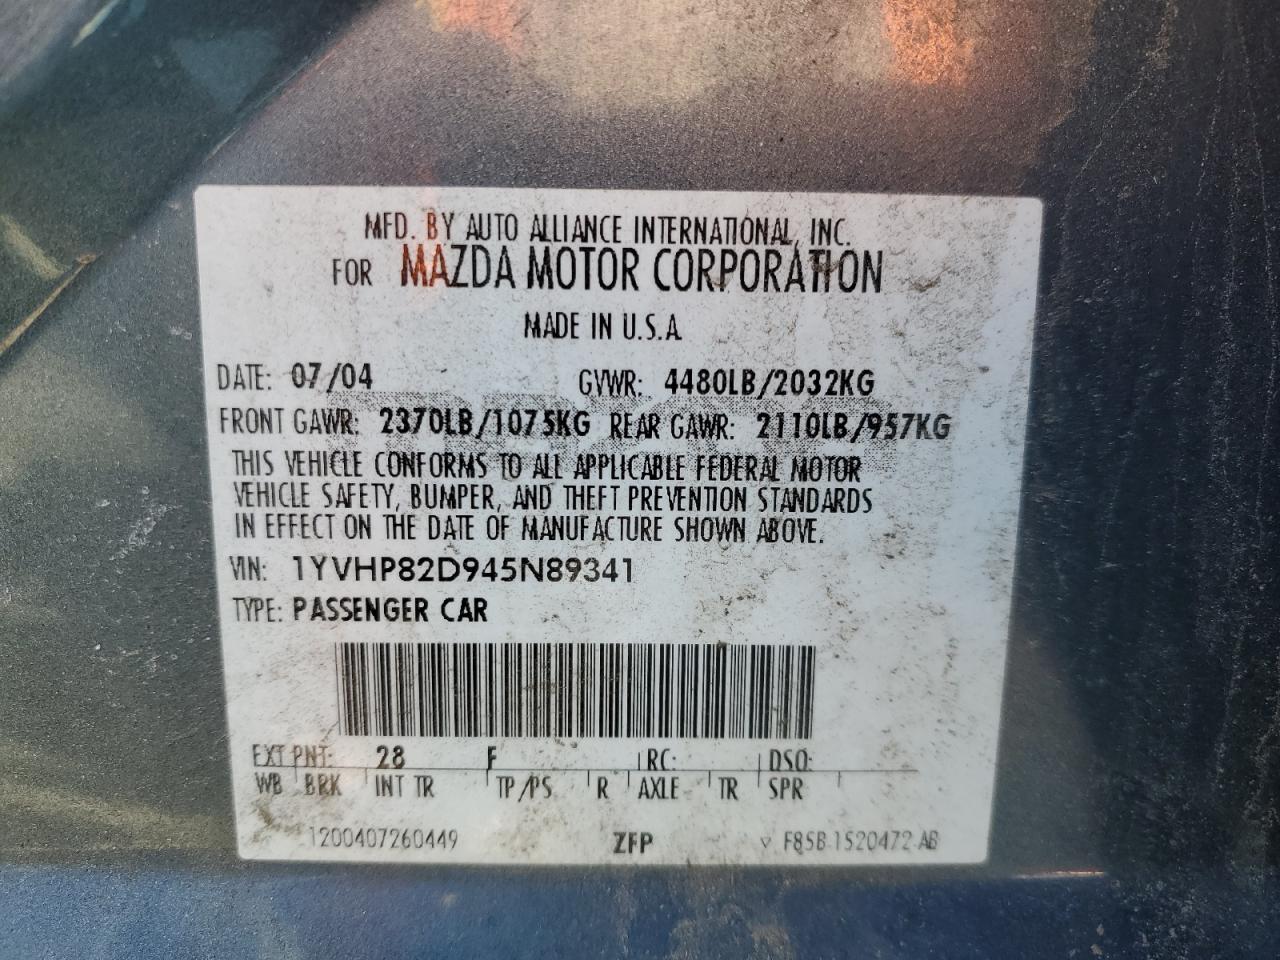 MFD. BY AUTO ALLIANCE INTERNATIONAL, INC.
FOR MAZDA MOTOR CORPORATION
MADE IN U.S.A.
DATE: 07/04 GVWR: 4480LB/2032KG
FRONT GAWR: 2370LB/1075KG REAR GAWR: 2110LB/957KG
THIS VEHICLE CONFORMS TO ALL APPLICABLE FEDERAL MOTOR
VEHICLE SAFETY, BUMPER, AND THEFT PREVENTION STANDARDS
IN EFFECT ON THE DATE OF MANUFACTURE SHOWN ABOVE.
VIN: 1YVHP82D945N89341
TYPE: PASSENGER CAR
EXT PNT: 28 F RC: DSO:
WB BRK INT TR TP/PS R AXLE TR SPR
1200407260449 ZFP F85B 1520472 AB